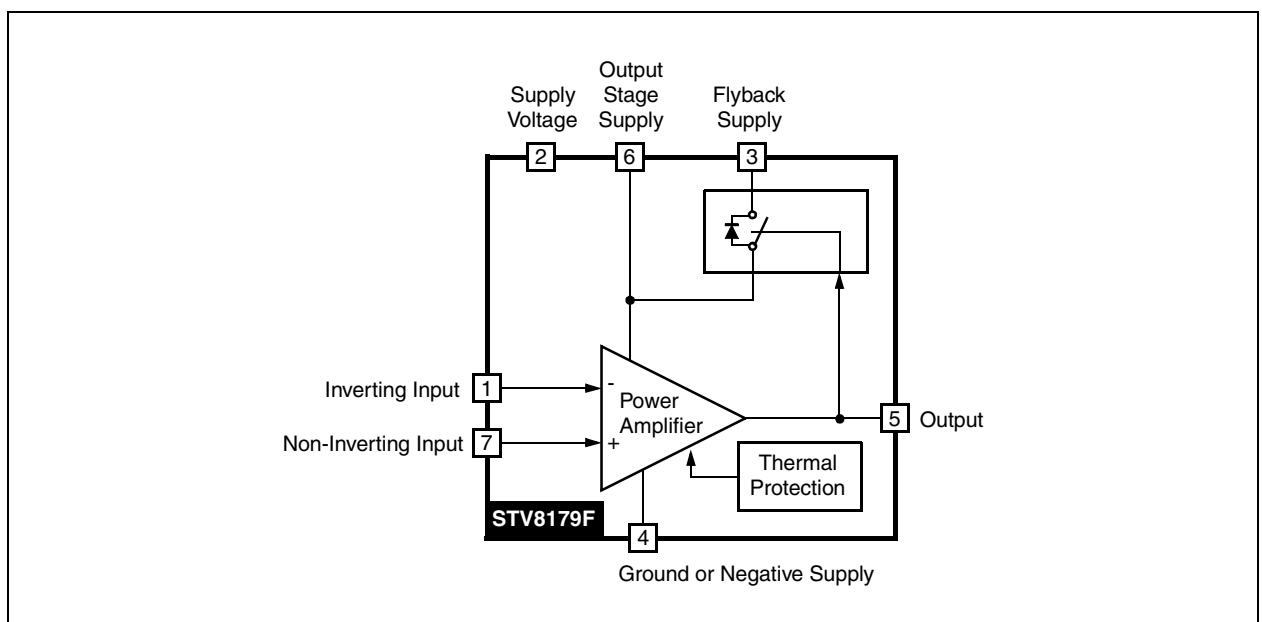 Output
Stage
Supply
Supply
Voltage
Flyback
Supply
2
6
3
Inverting Input
1
-
Power
Amplifier
Non-Inverting Input
7
+
5
Output
Thermal
Protection
STV8179F
4
Ground or Negative Supply